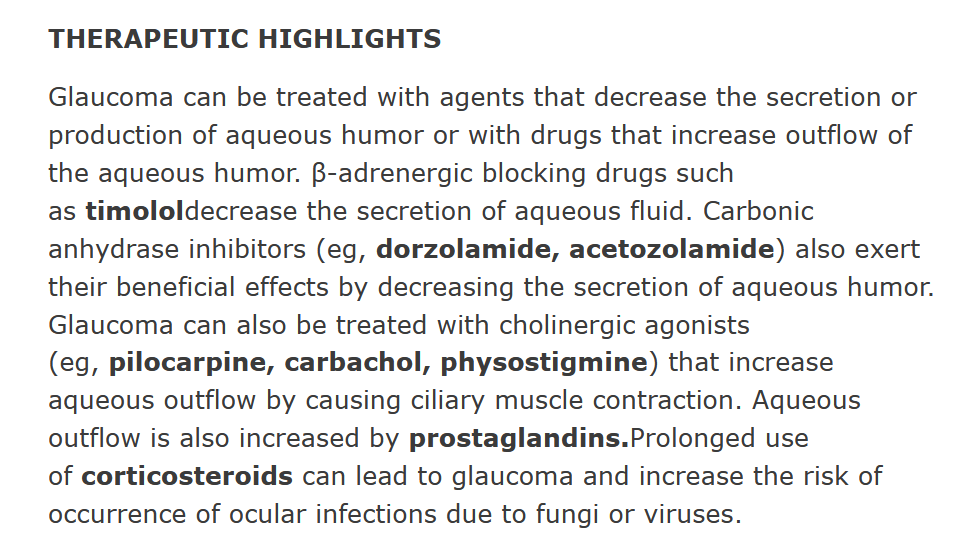 THERAPEUTIC HIGHLIGHTS
Glaucoma can be treated with agents that decrease the secretion or
production of aqueous humor or with drugs that increase outflow of
the aqueous humor. β-adrenergic blocking drugs such
as timololdecrease the secretion of aqueous fluid. Carbonic
anhydrase inhibitors (eg, dorzolamide, acetozolamide) also exert
their beneficial effects by decreasing the secretion of aqueous humor.
Glaucoma can also be treated with cholinergic agonists
(eg, pilocarpine, carbachol, physostigmine) that increase
aqueous outflow by causing ciliary muscle contraction. Aqueous
outflow is also increased by prostaglandins.Prolonged use
of corticosteroids can lead to glaucoma and increase the risk of
occurrence of ocular infections due to fungi or viruses.